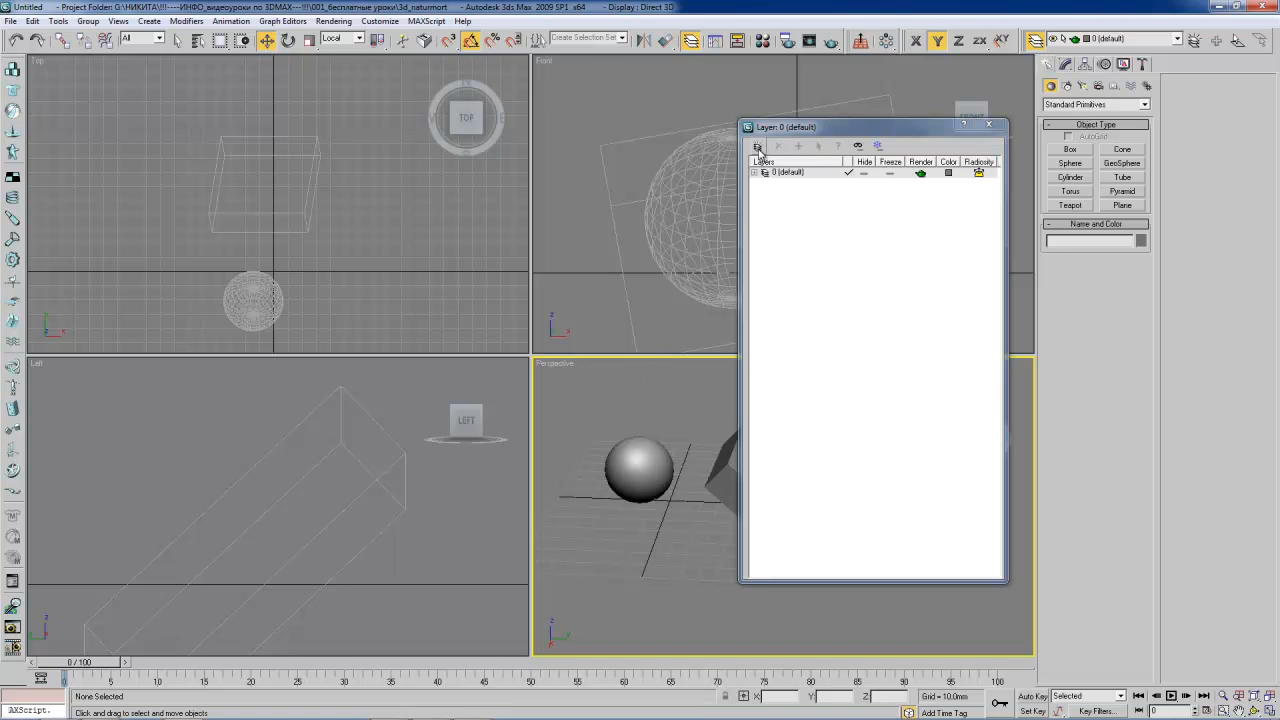 Untitled - Project Folder: G:\НИКИТА\!!!----ИНФО_видеоуроки по 3DMAX----!!!\001_бесплатные уроки\3d_naturmort - Autodesk 3ds Max 2009 SP1 x64 - Display : Direct 3D
File Edit Tools Group Views Create Modifiers Animation Graph Editors Rendering Customize MAXScript Help
All Local Create Selection Set X Y Z ZX XY 0 (default)
Top Front
TOP
Standard Primitives
Layer: 0 (default)
Object Type
AutoGrid
Box Cone
Layers Hide Freeze Render Color Radiosity
Sphere GeoSphere
0 (default)
Cylinder Tube
Torus Pyramid
Teapot Plane
Name and Color
Left Perspective
LEFT
0 / 100
0 5 10 15 20 25 30 35 40 45 50 55 60 65 70 75 80 85 90 95 100
None Selected X: Y: Z: Grid = 10,0mm Auto Key Selected
AXScript. Click and drag to select and move objects Add Time Tag Set Key Key Filters... 0